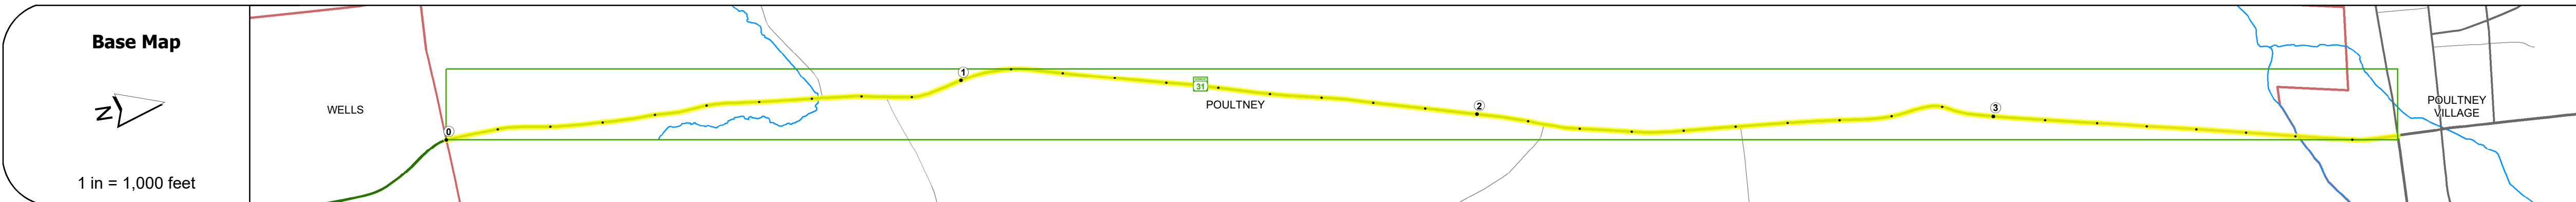 Base Map
N
1 in = 1,000 feet
WELLS
0
1
31
POULTNEY
2
3
POULTNEY
VILLAGE